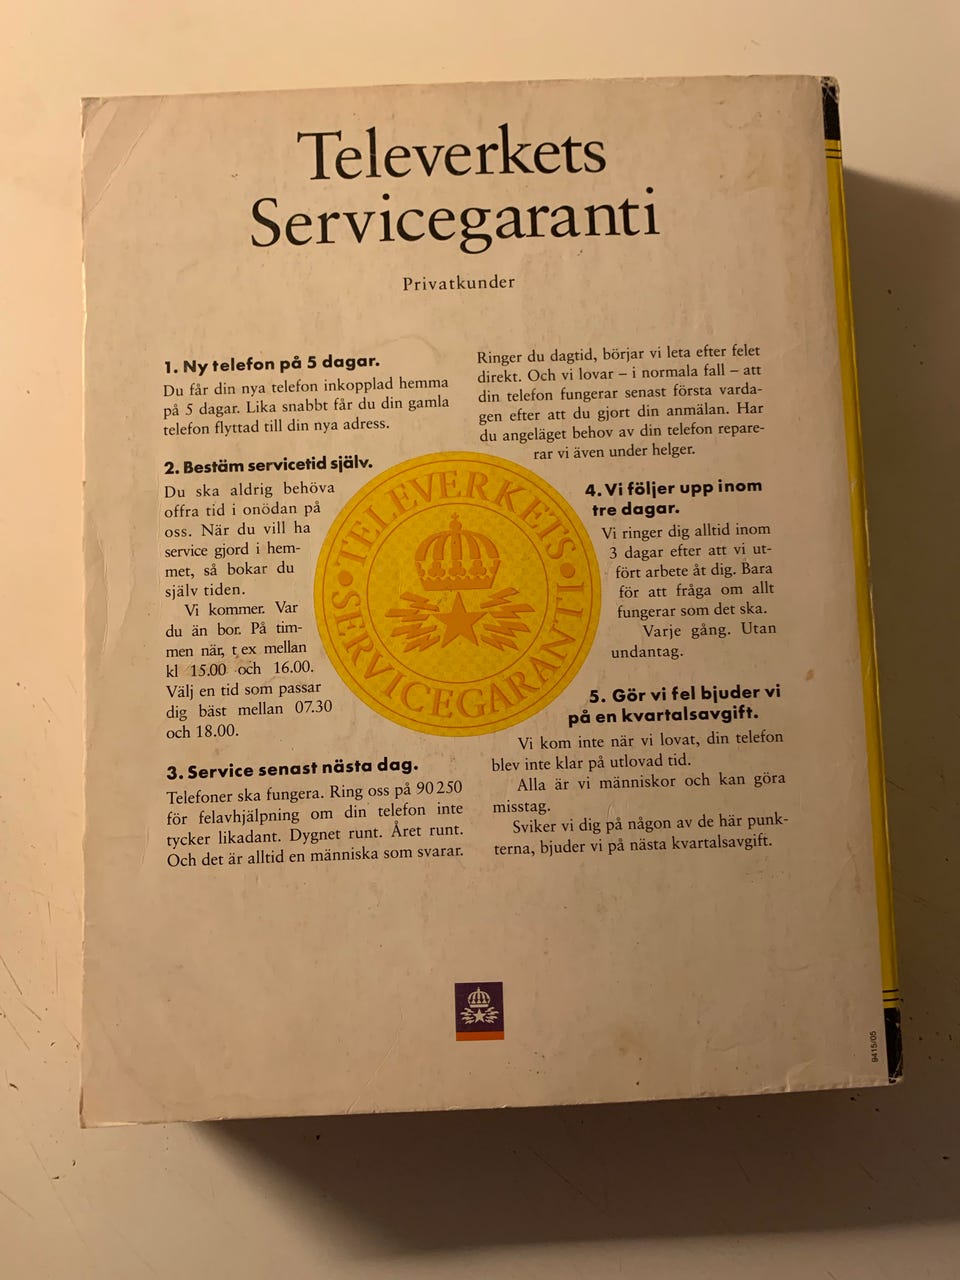 Televerkets
Servicegaranti
Privatkunder
1. Ny telefon på 5 dagar.
Du får din nya telefon inkopplad hemma
på 5 dagar. Lika snabbt får du din gamla
telefon flyttad till din nya adress.
2. Bestäm servicetid själv.
Du ska aldrig behöva
offra tid i onödan på
oss. När du vill ha
service gjord i hem-
met, så bokar du
själv tiden.
Vi kommer. Var
du än bor. På tim-
men när, t ex mellan
kl 15.00 och 16.00.
Välj en tid som passar
dig bäst mellan 07.30
och 18.00.
3. Service senast nästa dag.
Telefoner ska fungera. Ring oss på 90 250
för felavhjälpning om din telefon inte
tycker likadant. Dygnet runt. Året runt.
Och det är alltid en människa som svarar.
Ringer du dagtid, börjar vi leta efter felet
direkt. Och vi lovar – i normala fall – att
din telefon fungerar senast första varda-
gen efter att du gjort din anmälan. Har
du angeläget behov av din telefon repare-
rar vi även under helger.
4. Vi följer upp inom
tre dagar.
Vi ringer dig alltid inom
3 dagar efter att vi ut-
fört arbete åt dig. Bara
för att fråga om allt
fungerar som det ska.
Varje gång. Utan
undantag.
5. Gör vi fel bjuder vi
på en kvartalsavgift.
Vi kom inte när vi lovat, din telefon
blev inte klar på utlovad tid.
Alla är vi människor och kan göra
misstag.
Sviker vi dig på någon av de här punk-
terna, bjuder vi på nästa kvartalsavgift.
• TELEVERKETS •
SERVICEGARANTI
9415/05